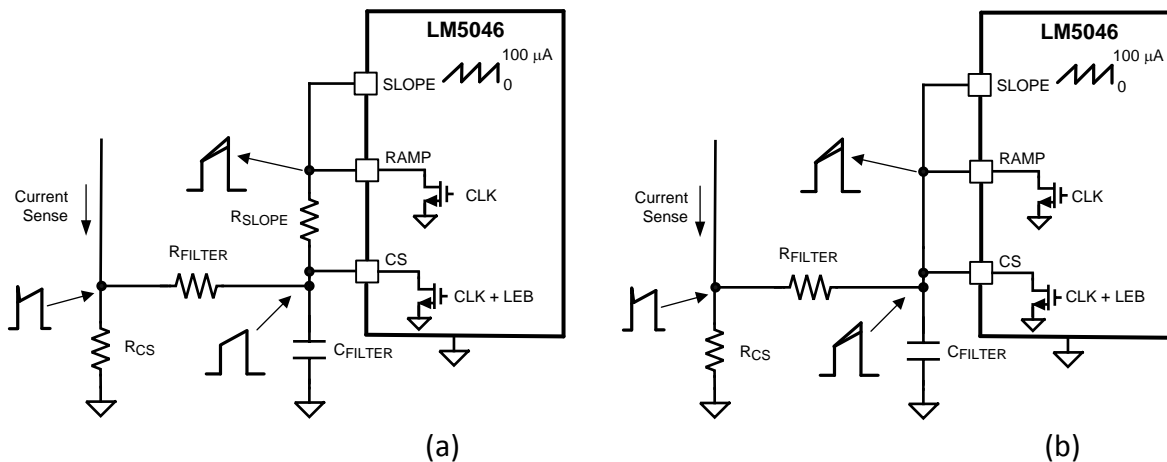 LM5046
100 µA
0
SLOPE
RAMP
CLK
RSLOPE
Current
Sense
RFILTER
CS
CLK + LEB
RCS
CFILTER
(a)
LM5046
100 µA
0
SLOPE
RAMP
CLK
Current
Sense
RFILTER
CS
CLK + LEB
RCS
CFILTER
(b)